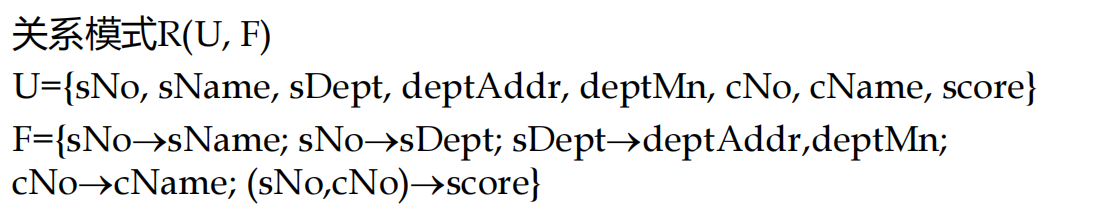 关系模式R(U, F)
U={sNo, sName, sDept, deptAddr, deptMn, cNo, cName, score}
F={sNo→sName; sNo→sDept; sDept→deptAddr,deptMn;
cNo→cName; (sNo,cNo)→score}